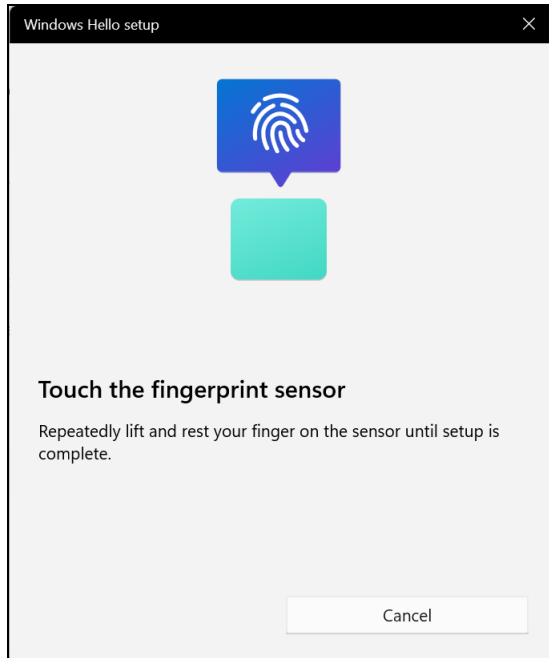 Windows Hello setup
Touch the fingerprint sensor
Repeatedly lift and rest your finger on the sensor until setup is
complete.
Cancel